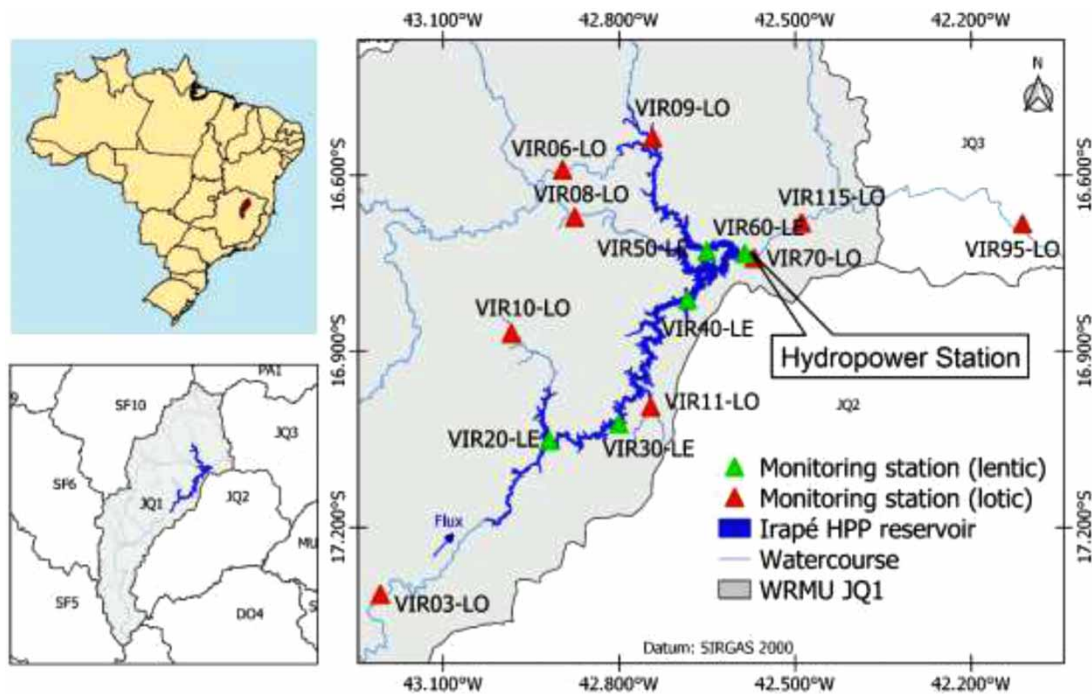 43.100°W 42.800°W 42.500°W 42.200°W
N
VIR09-LO
VIR06-LO
JQ3
16.600°S
16.600°S
VIR08-LO
VIR115-LO
VIR60-LE
VIR50-LE
VIR70-LO
VIR95-LO
VIR10-LO
VIR40-LE
16.900°S
Hydropower Station
16.900°S
VIR11-LO
JQ2
VIR20-LE
VIR30-LE
Monitoring station (lentic)
Monitoring station (lotic)
Irapé HPP reservoir
Watercourse
WRMU JQ1
Flux
17.200°S
17.200°S
VIR03-LO
Datum: SIRGAS 2000
43.100°W 42.800°W 42.500°W 42.200°W
PA1
SF10
JQ3
SF6
JQ1
JQ2
MU
SF5
DO4